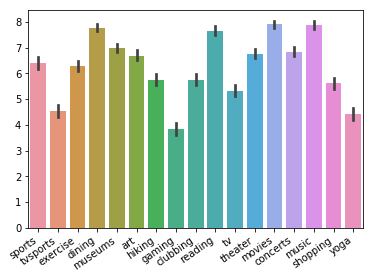 8
7
6
5
4
3
2
1
0
sports
tvsports
exercise
dining
museums
art
hiking
gaming
clubbing
reading
tv
theater
movies
concerts
music
shopping
yoga